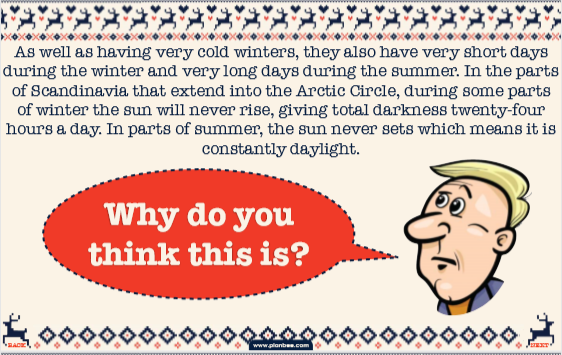 As well as having very cold winters, they also have very short days
during the winter and very long days during the summer. In the parts
of Scandinavia that extend into the Arctic Circle, during some parts
of winter the sun will never rise, giving total darkness twenty-four
hours a day. In parts of summer, the sun never sets which means it is
constantly daylight.
Why do you
think this is?
BACK
www.planbee.com
NEXT